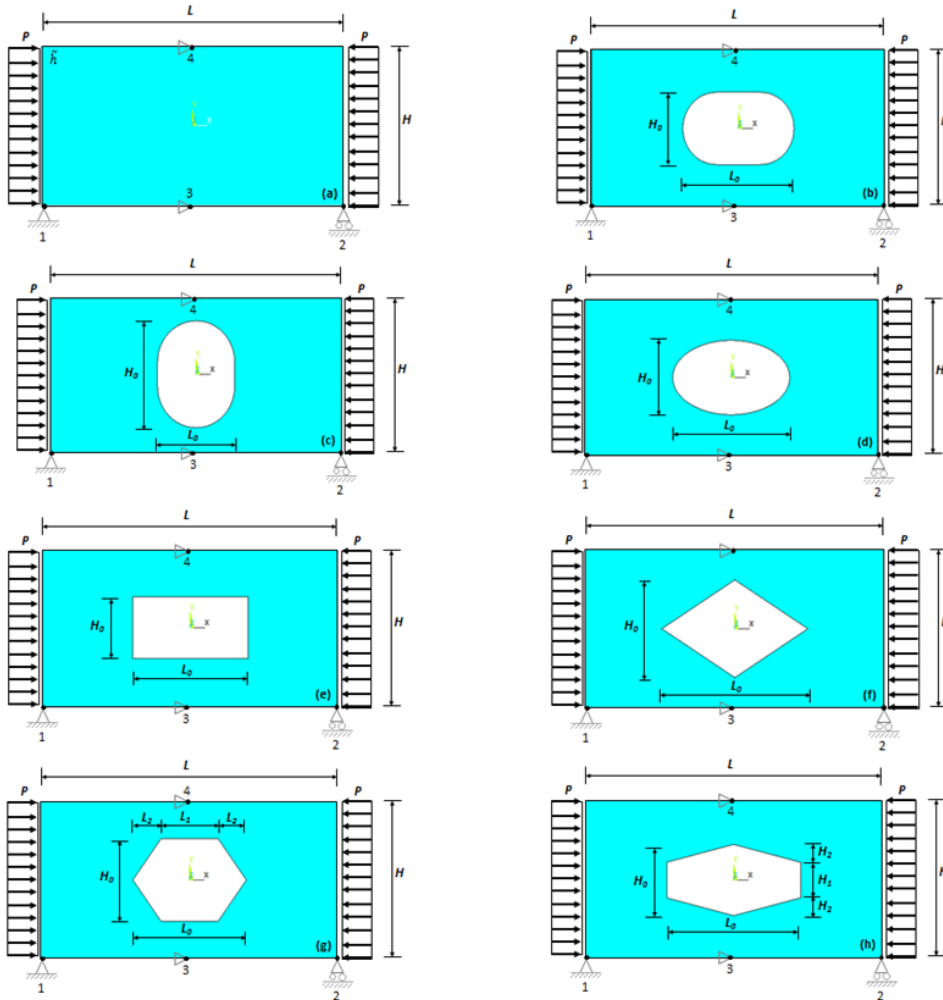 L
P
P
h̃
4
Y
X
H
3
(a)
1
2
L
P
P
4
H₀
X
L₀
3
(b)
1
2
L
P
P
4
H₀
Y
X
H
L₀
3
(c)
1
2
L
P
P
4
H₀
Y
X
H
L₀
3
(d)
1
2
L
P
P
4
H₀
Y
X
H
L₀
3
(e)
1
2
L
P
P
4
H₀
X
L₀
3
(f)
1
2
L
P
P
4
L₂
L₁
L₂
H₀
Y
X
H
L₀
3
(g)
1
2
L
P
P
4
H₂
H₀
Y
X
H₁
H₂
L₀
3
(h)
1
2